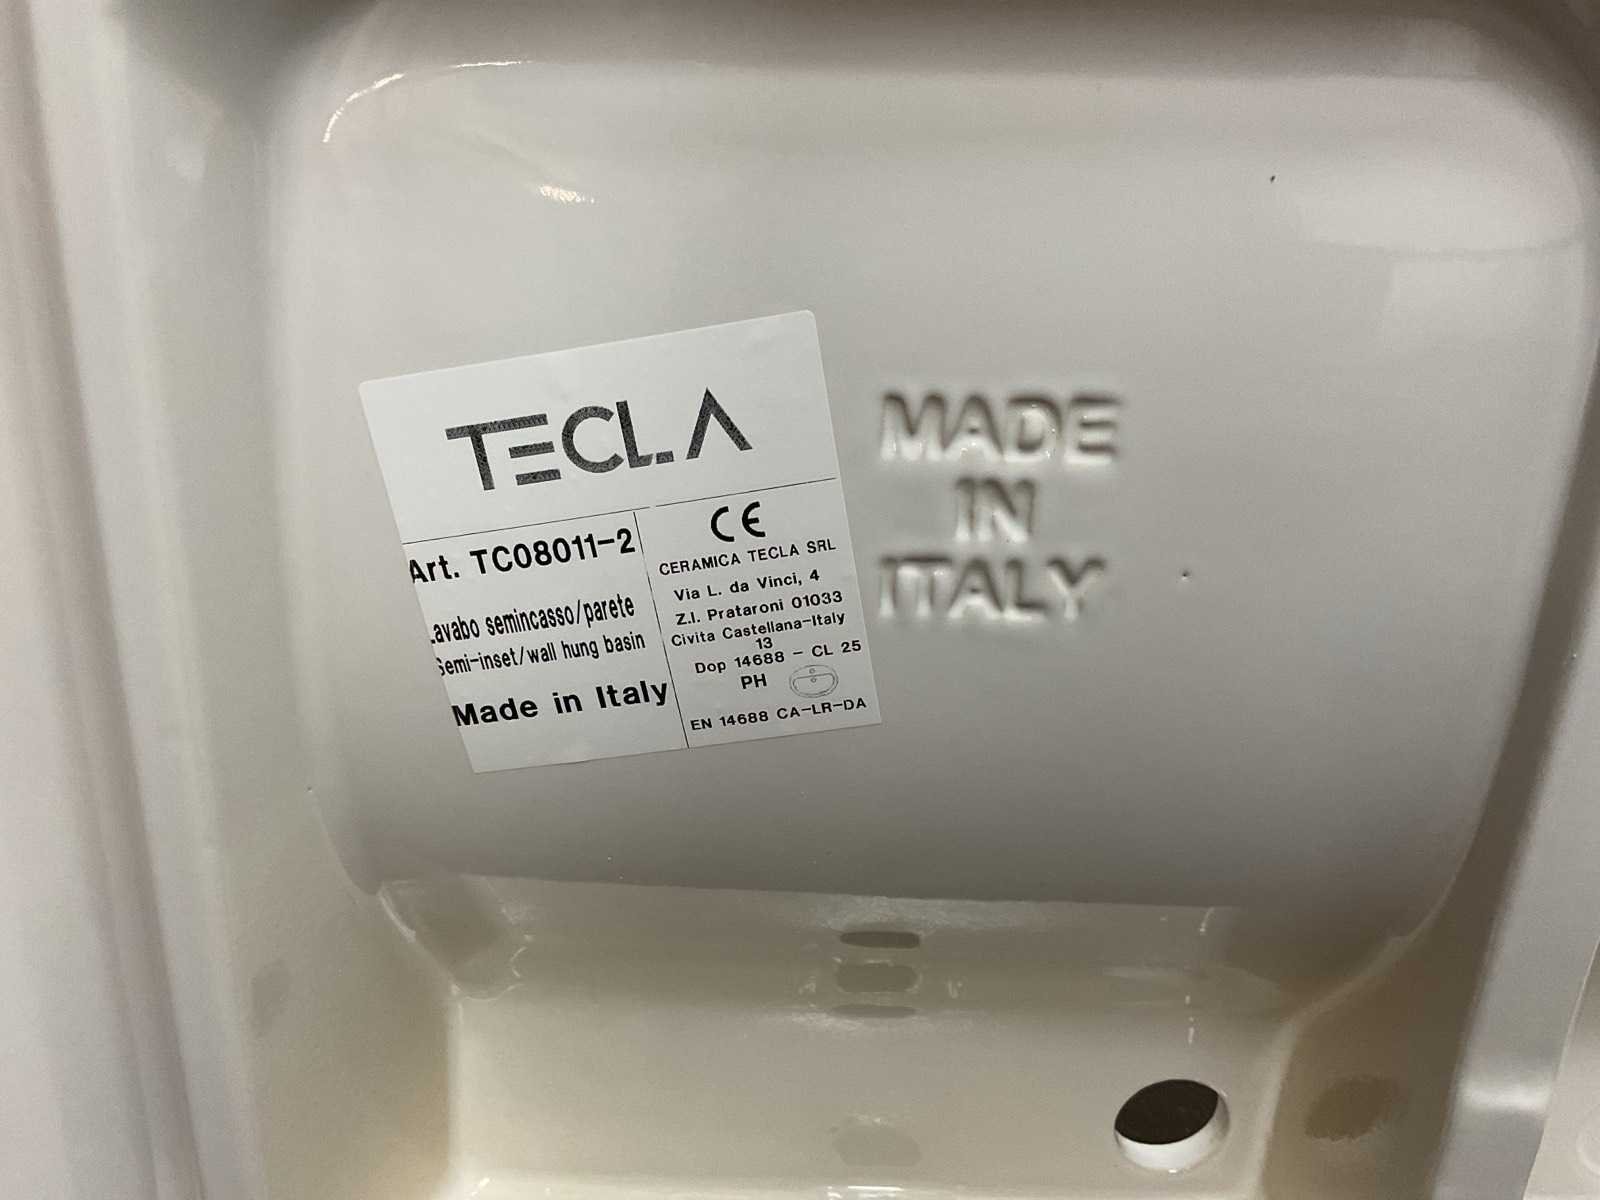 TECLA
Art. TC08011-2
Lavabo semincasso/parete
Semi-inset/wall hung basin
Made in Italy
CE
CERAMICA TECLA SRL
Via L. da Vinci, 4
Z.I. Prataroni 01033
Civita Castellana-Italy
13
Dop 14688 - CL 25
PH
EN 14688 CA-LR-DA
MADE
IN
ITALY